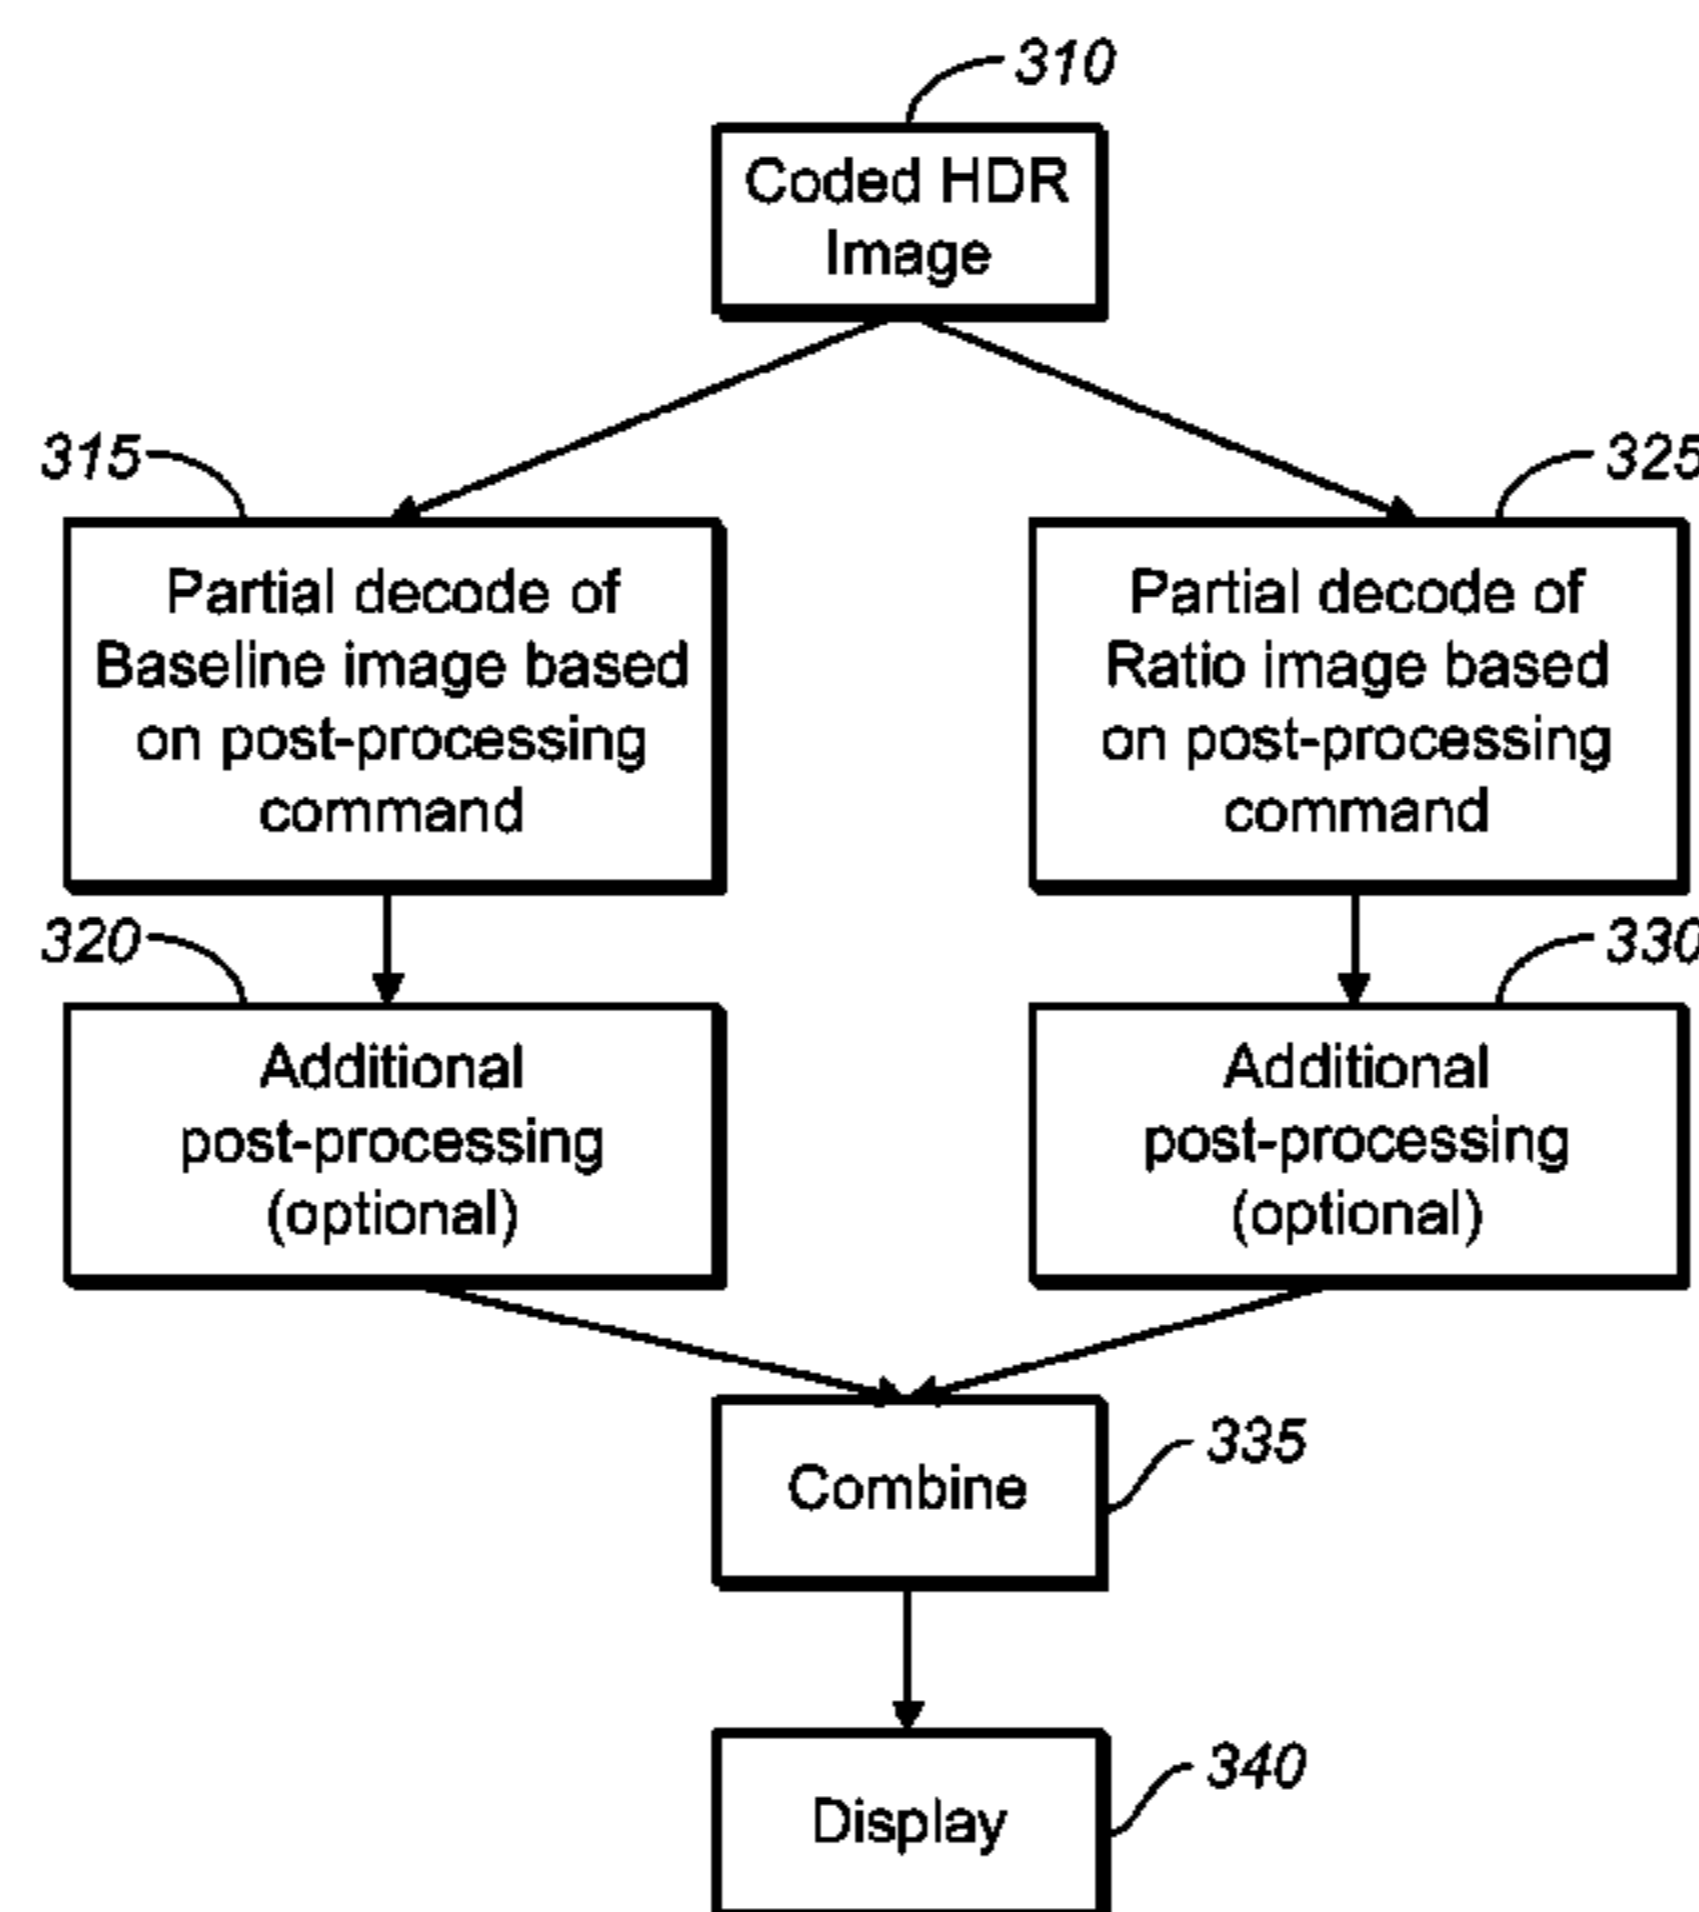 310
Coded HDR
Image
315
Partial decode of
Baseline image based
on post-processing
command
325
Partial decode of
Ratio image based
on post-processing
command
320
Additional
post-processing
(optional)
330
Additional
post-processing
(optional)
Combine
335
Display
340